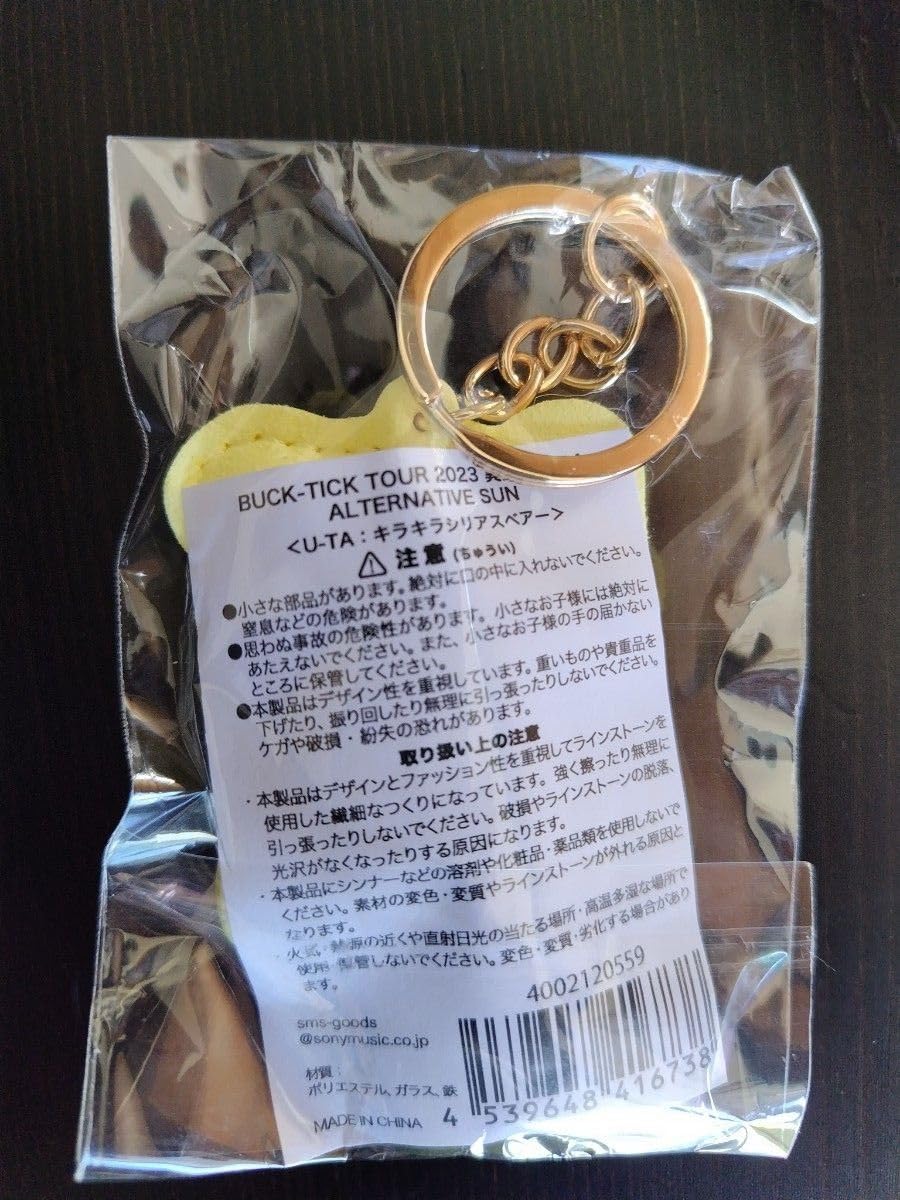 BUCK-TICK TOUR 2023
ALTERNATIVE SUN
<U-TA：キラキラシリアスベアー>
⚠ 注意 (ちゅうい)
●小さな部品があります。絶対に口の中に入れないでください。
窒息などの危険があります。
●思わぬ事故の危険性があります。小さなお子様には絶対に
あたえないでください。また、小さなお子様の手の届かない
ところに保管してください。
●本製品はデザイン性を重視しています。重いものや貴重品を
下げたり、振り回したり無理に引っ張ったりしないでください。
ケガや破損・紛失の恐れがあります。
取り扱い上の注意
・本製品はデザインとファッション性を重視してラインストーンを
使用した繊細なつくりになっています。強く擦ったり無理に
引っ張ったりしないでください。破損やラインストーンの脱落、
光沢がなくなったりする原因になります。
・本製品にシンナーなどの溶剤や化粧品・薬品類を使用しないで
ください。素材の変色・変質やラインストーンが外れる原因と
なります。
・火気・熱源の近くや直射日光の当たる場所・高温多湿な場所で
使用・保管しないでください。変色・変質・劣化する場合があり
ます。
4002120559
sms-goods
@sonymusic.co.jp
材質：
ポリエステル、ガラス、鉄
MADE IN CHINA
4 539648 416738